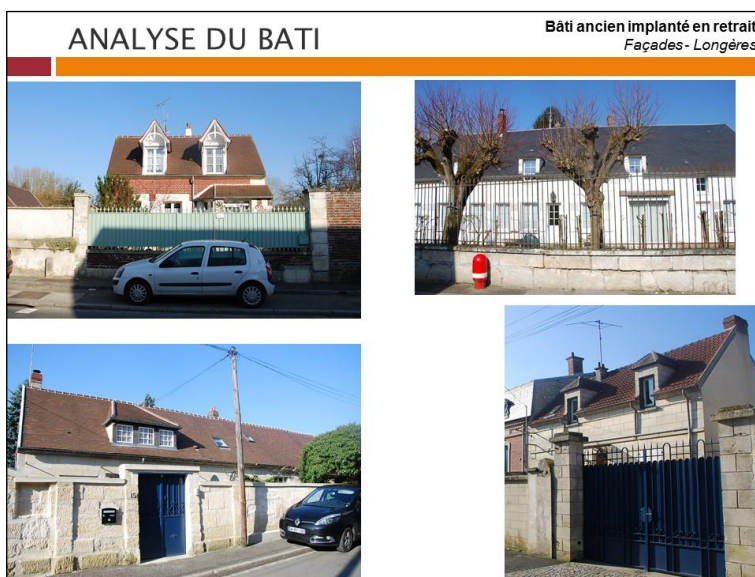 ANALYSE DU BATI
Bâti ancien implanté en retrait
Façades - Longères